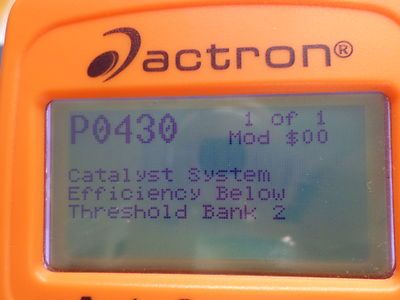 actron®
P0430
1 of 1
Mod $00
Catalyst System
Efficiency Below
Threshold Bank 2